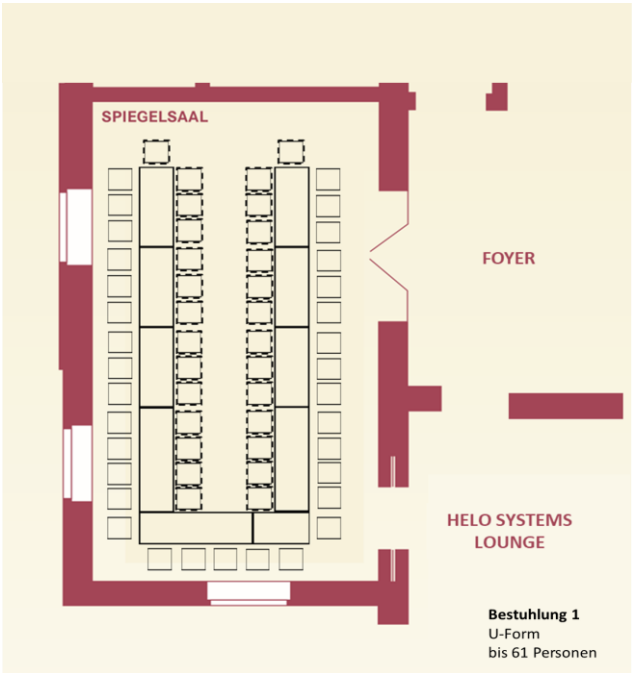 SPIEGELSAAL
FOYER
HELO SYSTEMS
LOUNGE
Bestuhlung 1
U-Form
bis 61 Personen